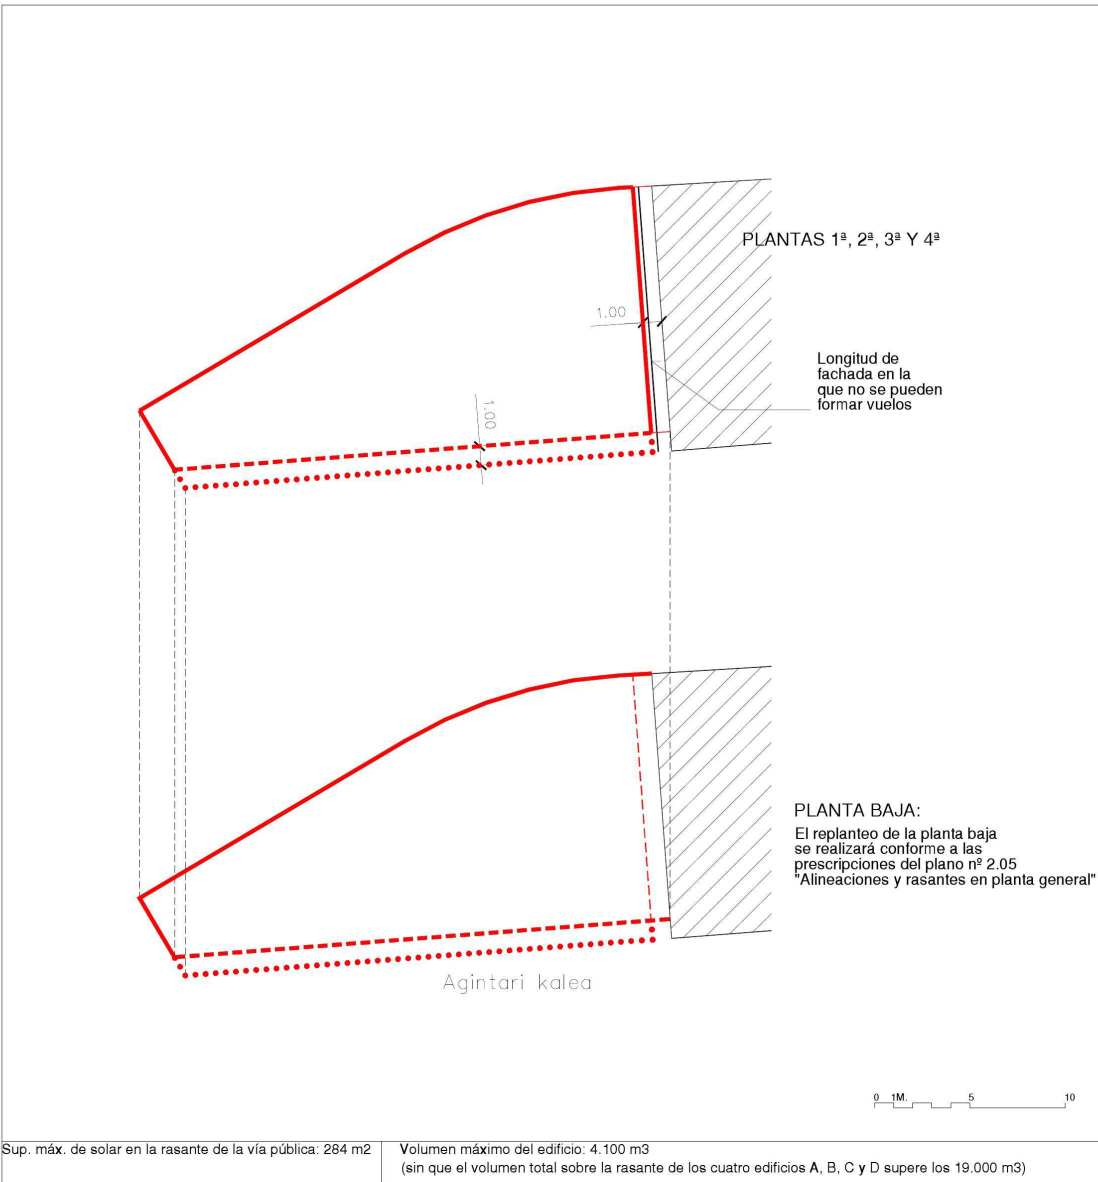 PLANTAS 1ª, 2ª, 3ª Y 4ª
1.00
Longitud de
fachada en la
que no se pueden
formar vuelos
1.00
PLANTA BAJA:
El replanteo de la planta baja
se realizará conforme a las
prescripciones del plano nº 2.05
"Alineaciones y rasantes en planta general"
Agintari kalea
0 1M. 5 10
Sup. máx. de solar en la rasante de la vía pública: 284 m2
Volumen máximo del edificio: 4.100 m3
(sin que el volumen total sobre la rasante de los cuatro edificios A, B, C y D supere los 19.000 m3)